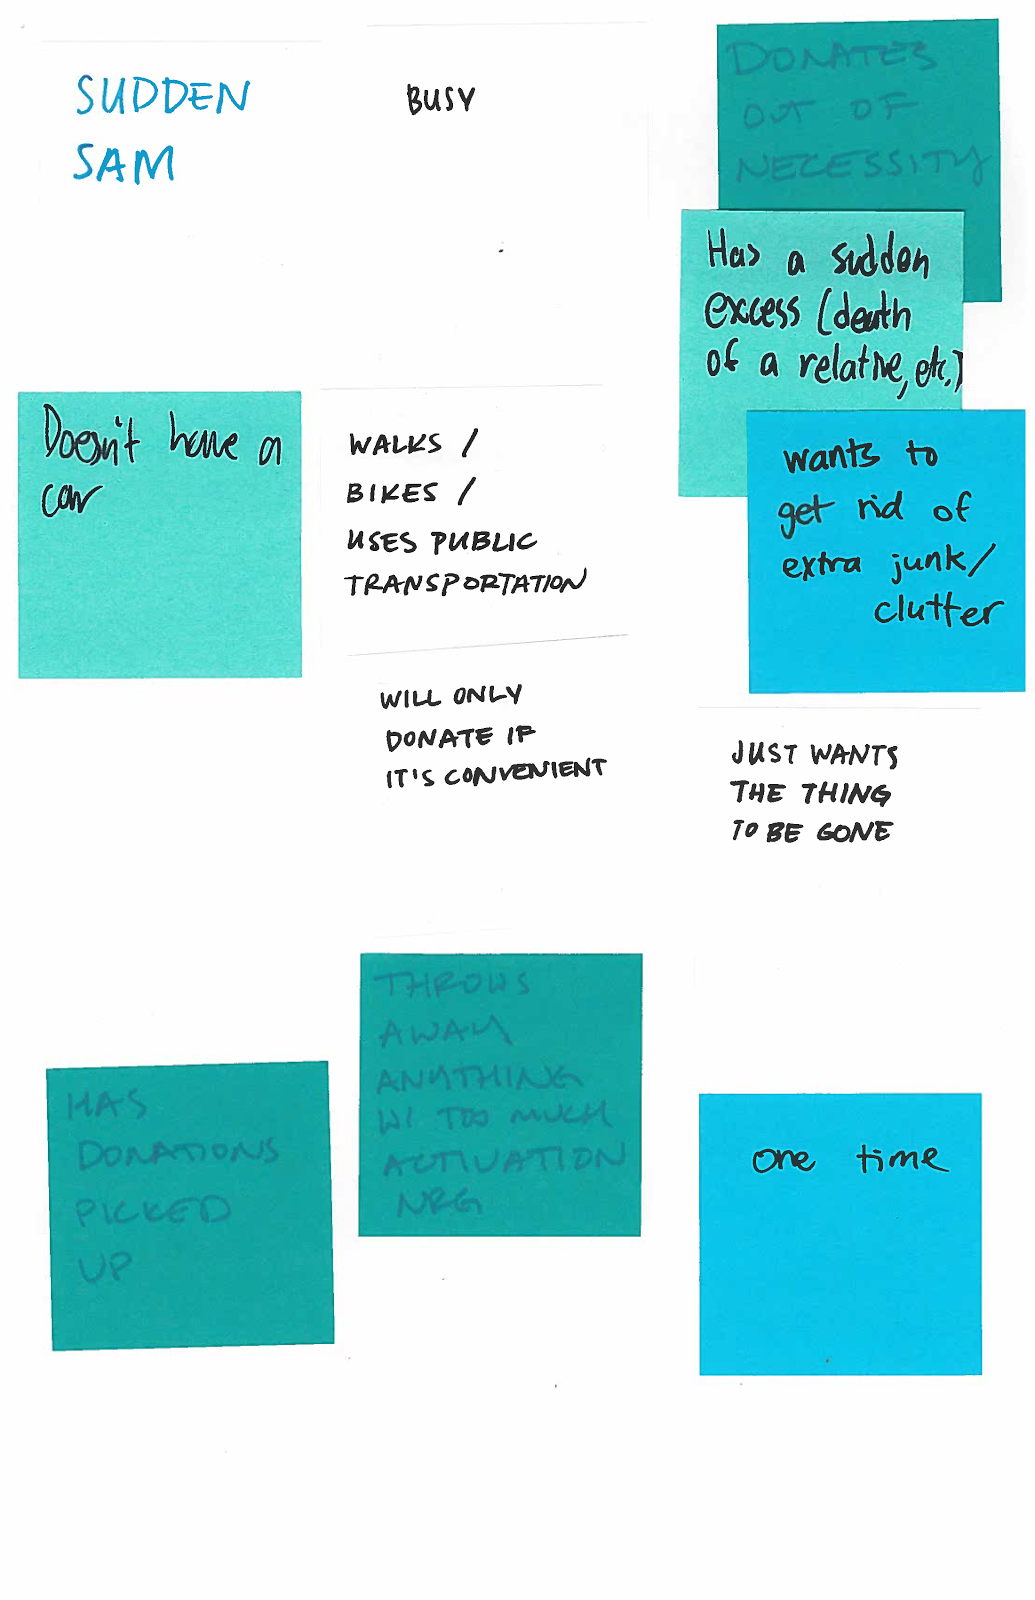 SUDDEN
SAM
BUSY
DONATES
OUT OF
NECESSITY
Has a sudden
excess (death
of a relative, etc.)
Doesn't have a
car
WALKS /
BIKES /
USES PUBLIC
TRANSPORTATION
wants to
get rid of
extra junk/
clutter
WILL ONLY
DONATE IF
IT'S CONVENIENT
JUST WANTS
THE THING
TO BE GONE
HAS
DONATIONS
PICKED
UP
THROWS
AWAY
ANYTHING
W/ TOO MUCH
ACTIVATION
NRG
one time